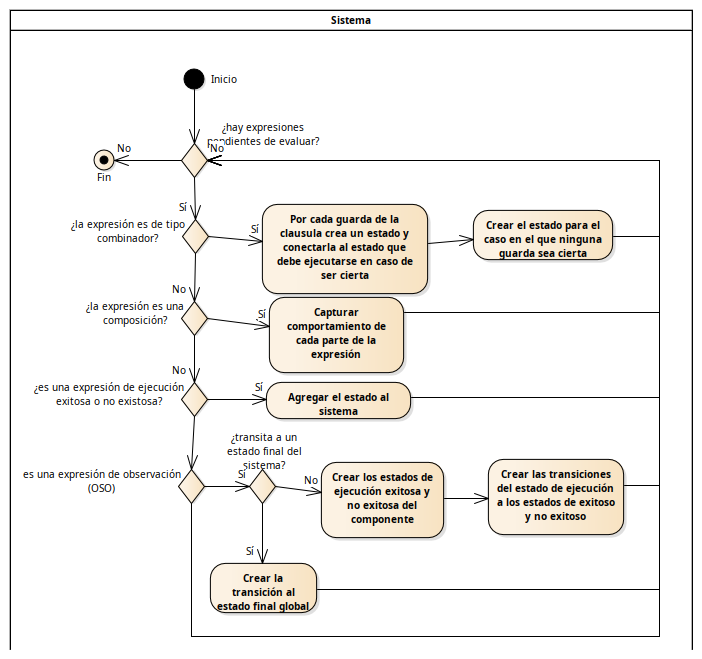 Sistema
Inicio
¿hay expresiones
pendientes de evaluar?
No
No
Fin
Sí
¿la expresión es de tipo
combinador?
Sí
Por cada guarda de la
clausula crea un estado y
conectarla al estado que
debe ejecutarse en caso de
ser cierta
Crear el estado para el
caso en el que ninguna
guarda sea cierta
No
¿la expresión es una
composición?
Sí
Capturar
comportamiento de
cada parte de la
expresión
No
¿es una expresión de ejecución
exitosa o no existosa?
Sí
Agregar el estado al
sistema
¿transita a un
estado final del
sistema?
es una expresión de observación
(OSO)
Sí
No
Crear los estados de
ejecución exitosa y
no exitosa del
componente
Crear las transiciones
del estado de ejecución
a los estados de exitoso
y no exitoso
Sí
Crear la
transición al
estado final global